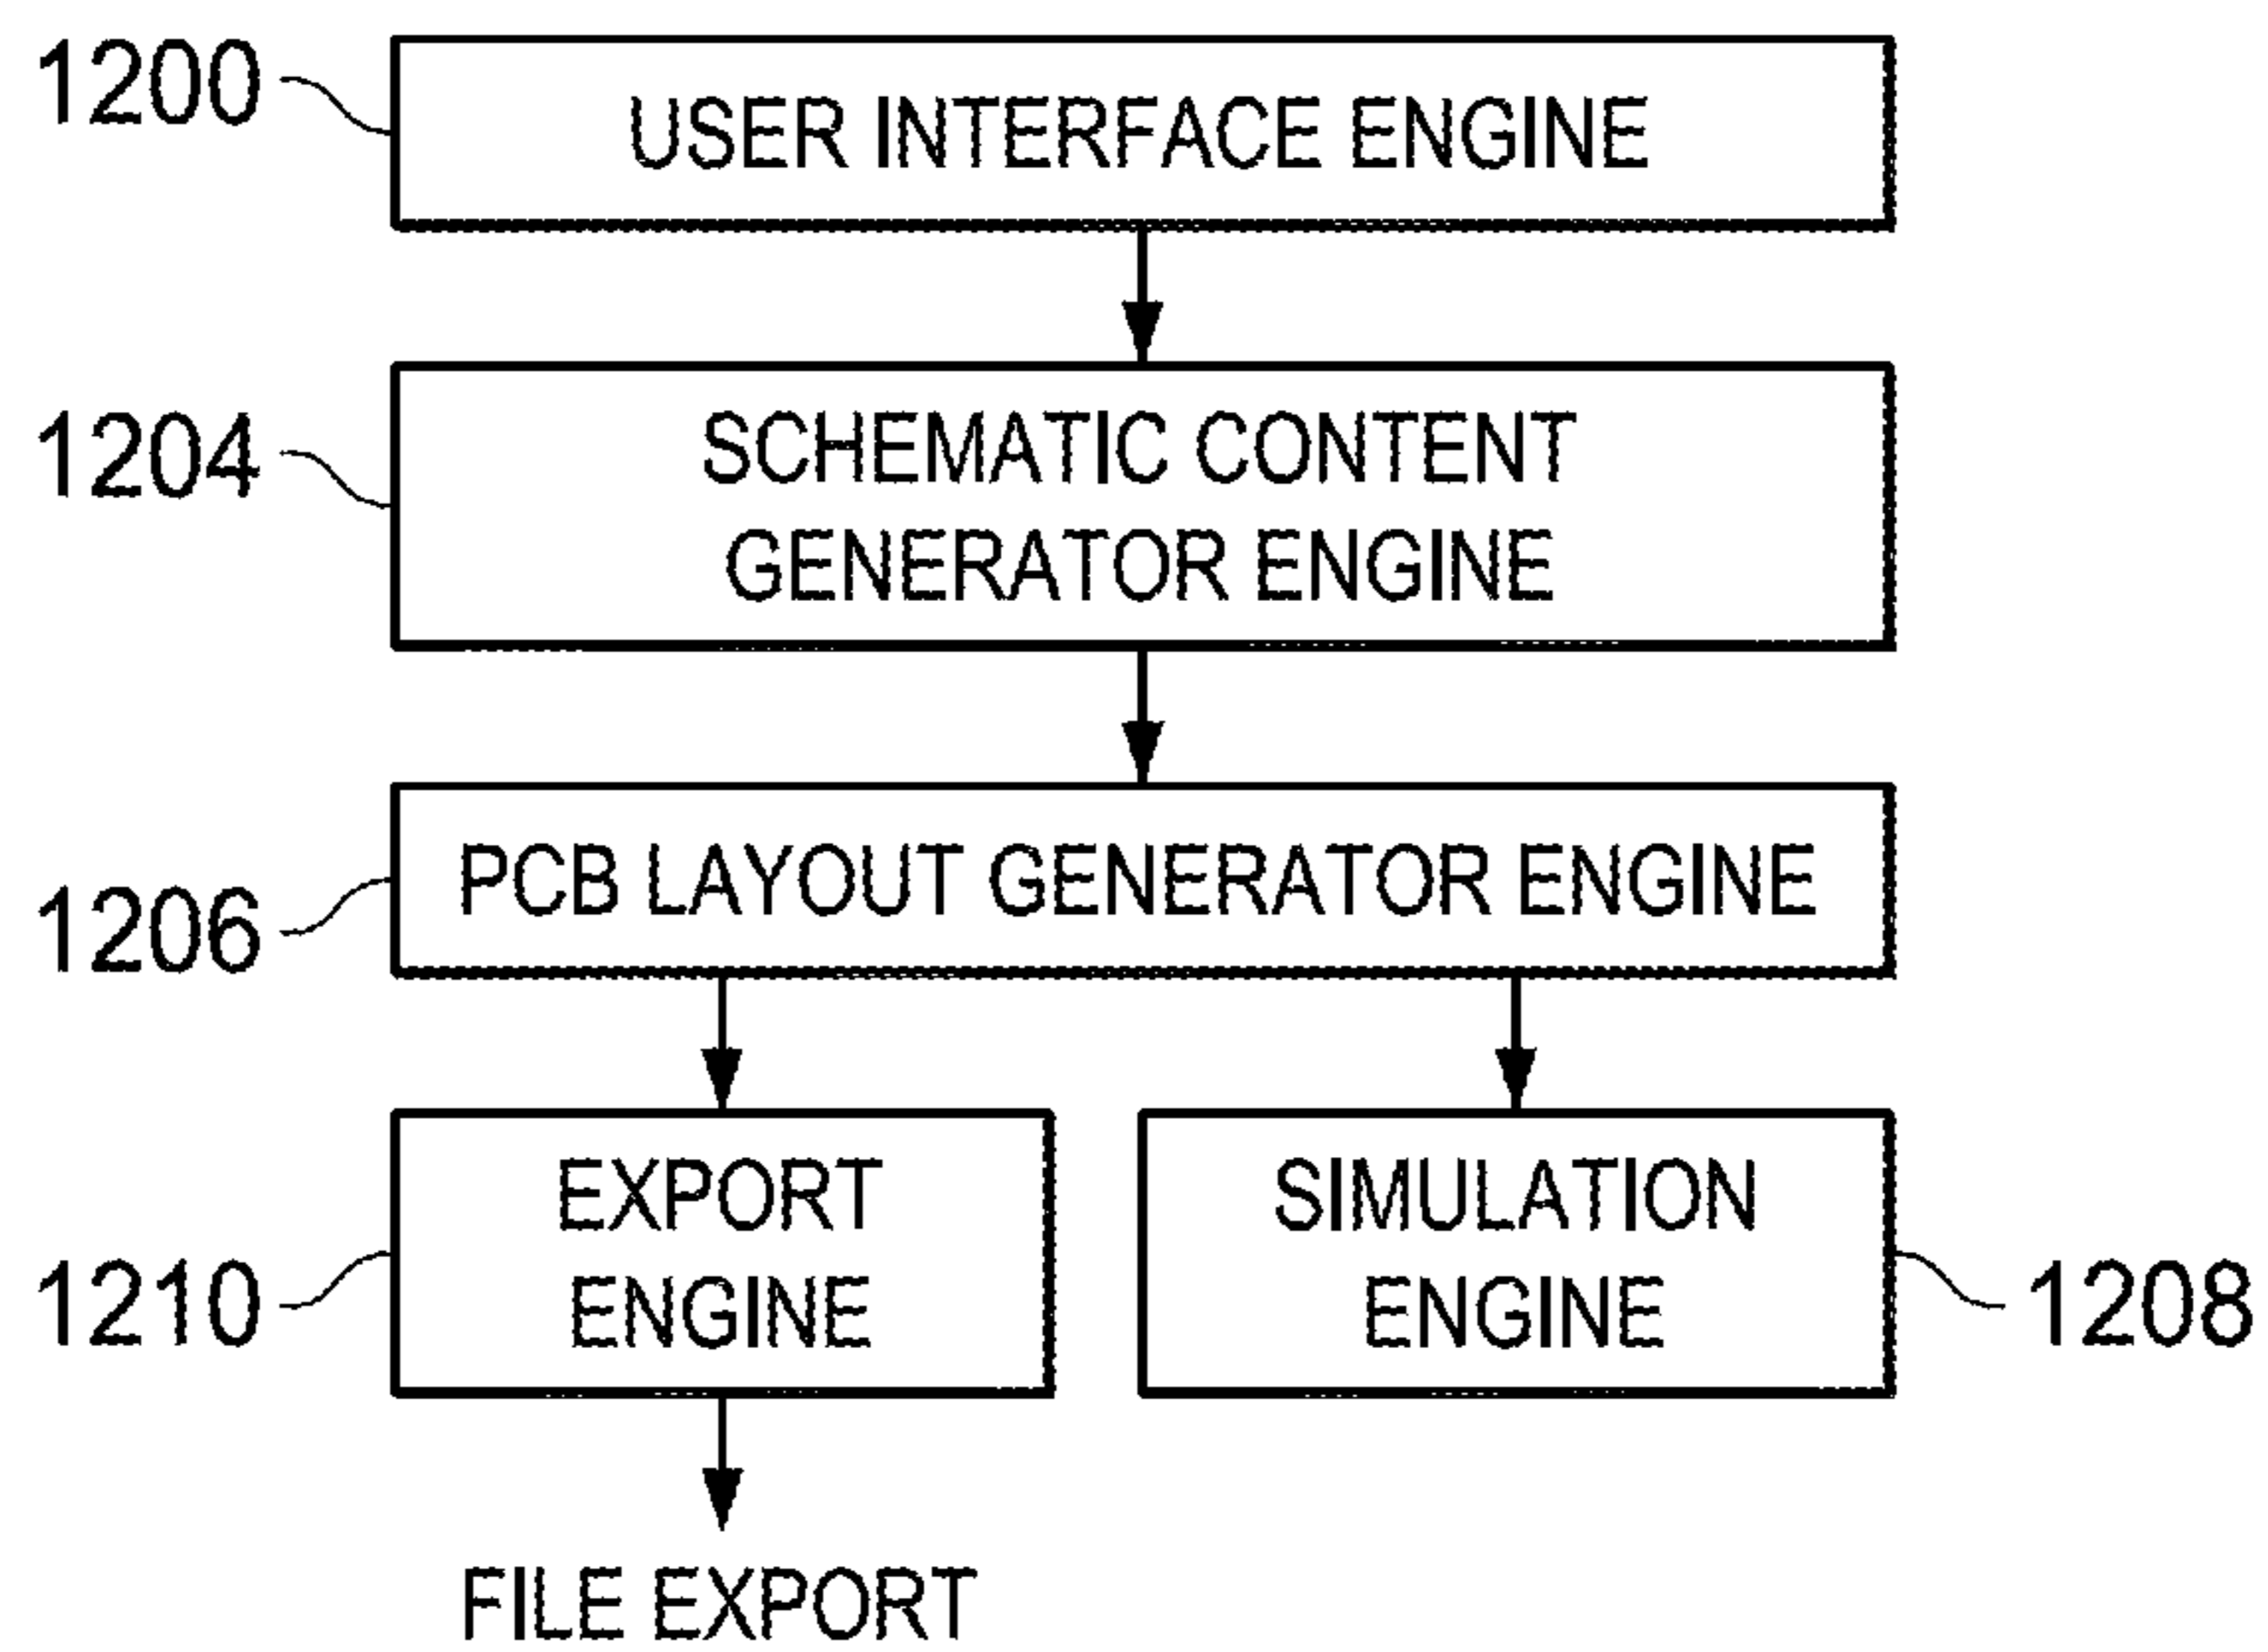 1200
USER INTERFACE ENGINE
1204
SCHEMATIC CONTENT
GENERATOR ENGINE
1206
PCB LAYOUT GENERATOR ENGINE
1210
EXPORT
ENGINE
SIMULATION
ENGINE
1208
FILE EXPORT